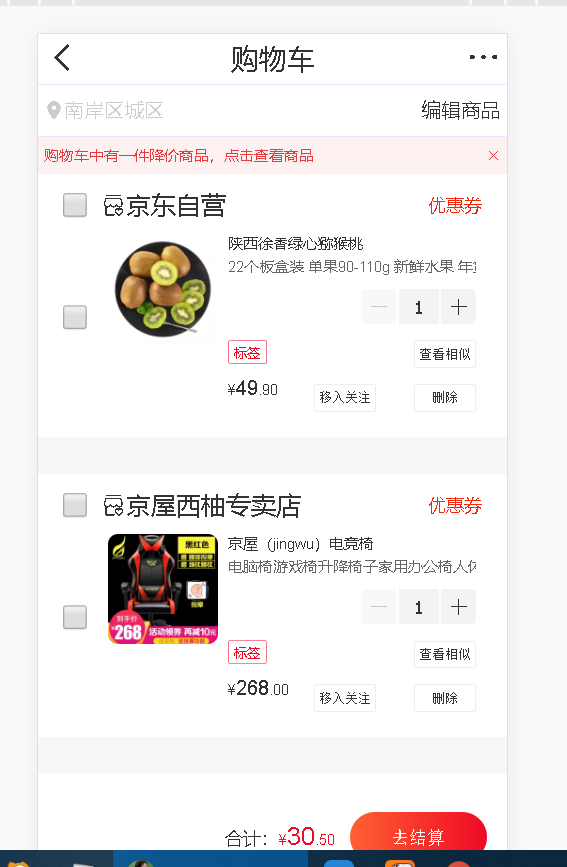 购物车
南岸区城区 编辑商品
购物车中有一件降价商品，点击查看商品
京东自营 优惠券
陕西徐香绿心猕猴桃
22个板盒装 单果90-110g 新鲜水果
1
标签 查看相似
¥49.90 移入关注 删除
京屋西柚专卖店 优惠券
京屋（jingwu）电竞椅
电脑椅游戏椅升降椅子家用办公椅人体
1
黑红色
按摩
到手价
¥268 活动领券 再减10元
标签 查看相似
¥268.00 移入关注 删除
合计：¥30.50 去结算